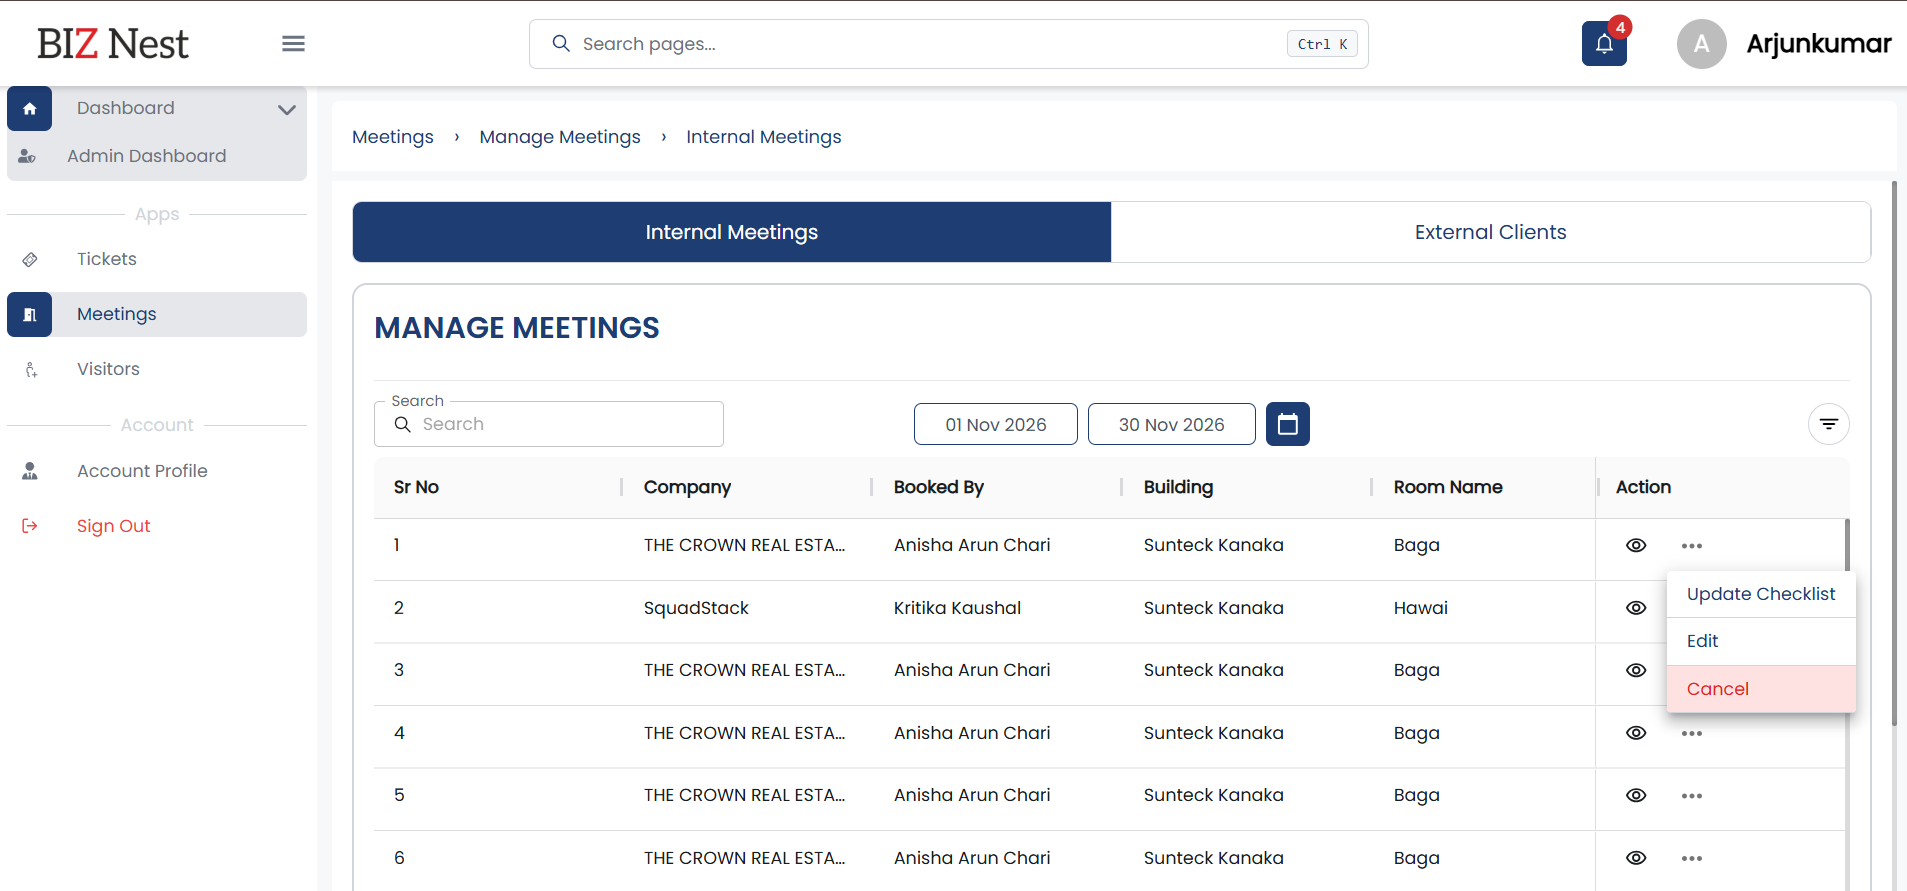 BIZ Nest
Search pages...
Ctrl K
4
A
Arjunkumar
Dashboard
Admin Dashboard
Apps
Tickets
Meetings
Visitors
Account
Account Profile
Sign Out
Meetings › Manage Meetings › Internal Meetings
Internal Meetings
External Clients
MANAGE MEETINGS
Search
Search
01 Nov 2026
30 Nov 2026
Sr No Company Booked By Building Room Name Action
1 THE CROWN REAL ESTA... Anisha Arun Chari Sunteck Kanaka Baga
2 SquadStack Kritika Kaushal Sunteck Kanaka Hawai
3 THE CROWN REAL ESTA... Anisha Arun Chari Sunteck Kanaka Baga
4 THE CROWN REAL ESTA... Anisha Arun Chari Sunteck Kanaka Baga
5 THE CROWN REAL ESTA... Anisha Arun Chari Sunteck Kanaka Baga
6 THE CROWN REAL ESTA... Anisha Arun Chari Sunteck Kanaka Baga
Update Checklist
Edit
Cancel